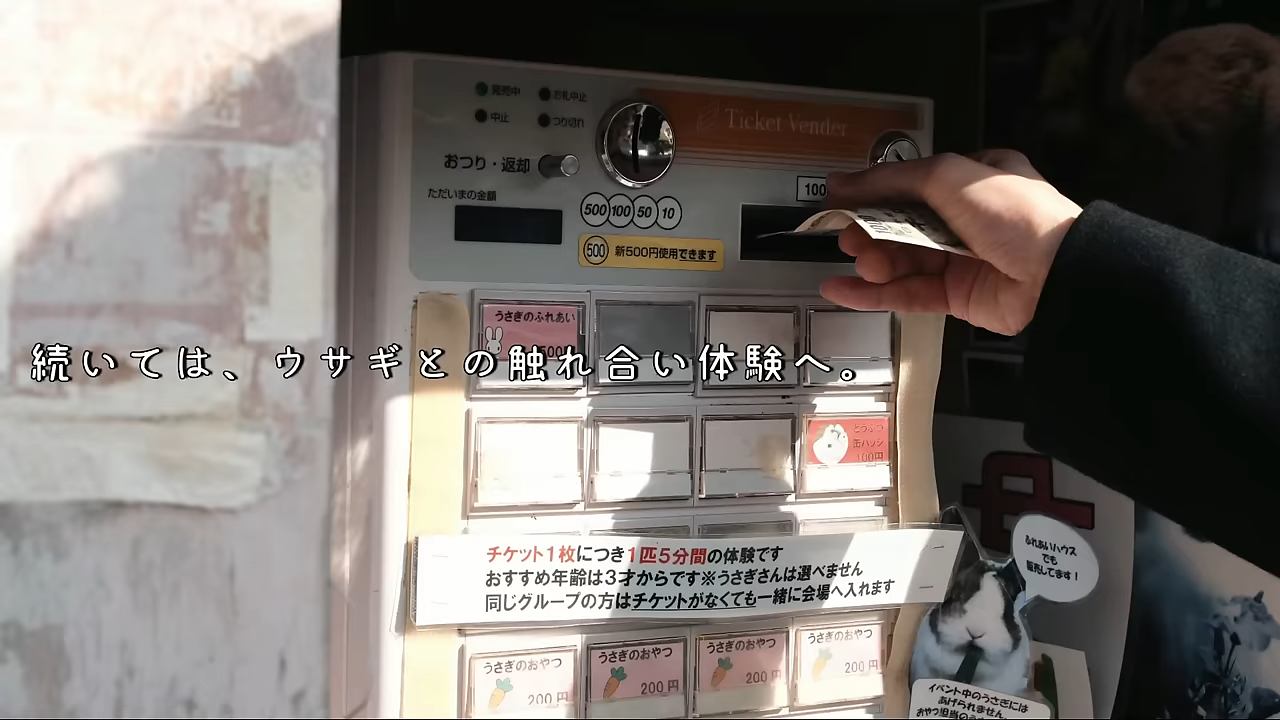 発売中
お札中止
中止
つり切れ
Ticket Vender
おつり・返却
ただいまの金額
500 100 50 10
100
500 新500円使用できます
うさぎのふれあい
続いては、ウサギとの触れ合い体験へ。
缶バッジ
100円
チケット1枚につき1匹5分間の体験です
おすすめ年齢は3才からです※うさぎさんは選べません
同じグループの方はチケットがなくても一緒に会場へ入れます
ふれあいハウス
でも
販売してます!
うさぎのおやつ
200円
うさぎのおやつ
200円
うさぎのおやつ
200円
うさぎのおやつ
200円
イベント中のうさぎには
あげられません